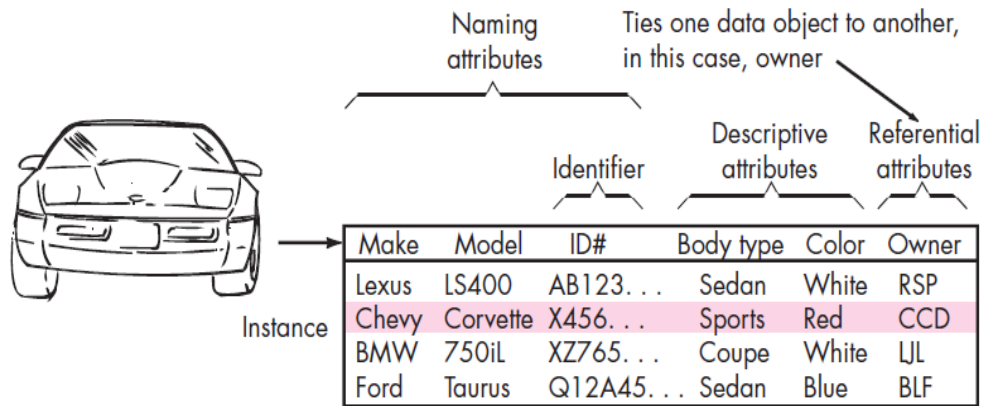 Naming
attributes
Ties one data object to another,
in this case, owner
Identifier
Descriptive
attributes
Referential
attributes
Instance
Make Model ID# Body type Color Owner
Lexus LS400 AB123. . . Sedan White RSP
Chevy Corvette X456. . . Sports Red CCD
BMW 750iL XZ765. . . Coupe White LJL
Ford Taurus Q12A45. . . Sedan Blue BLF